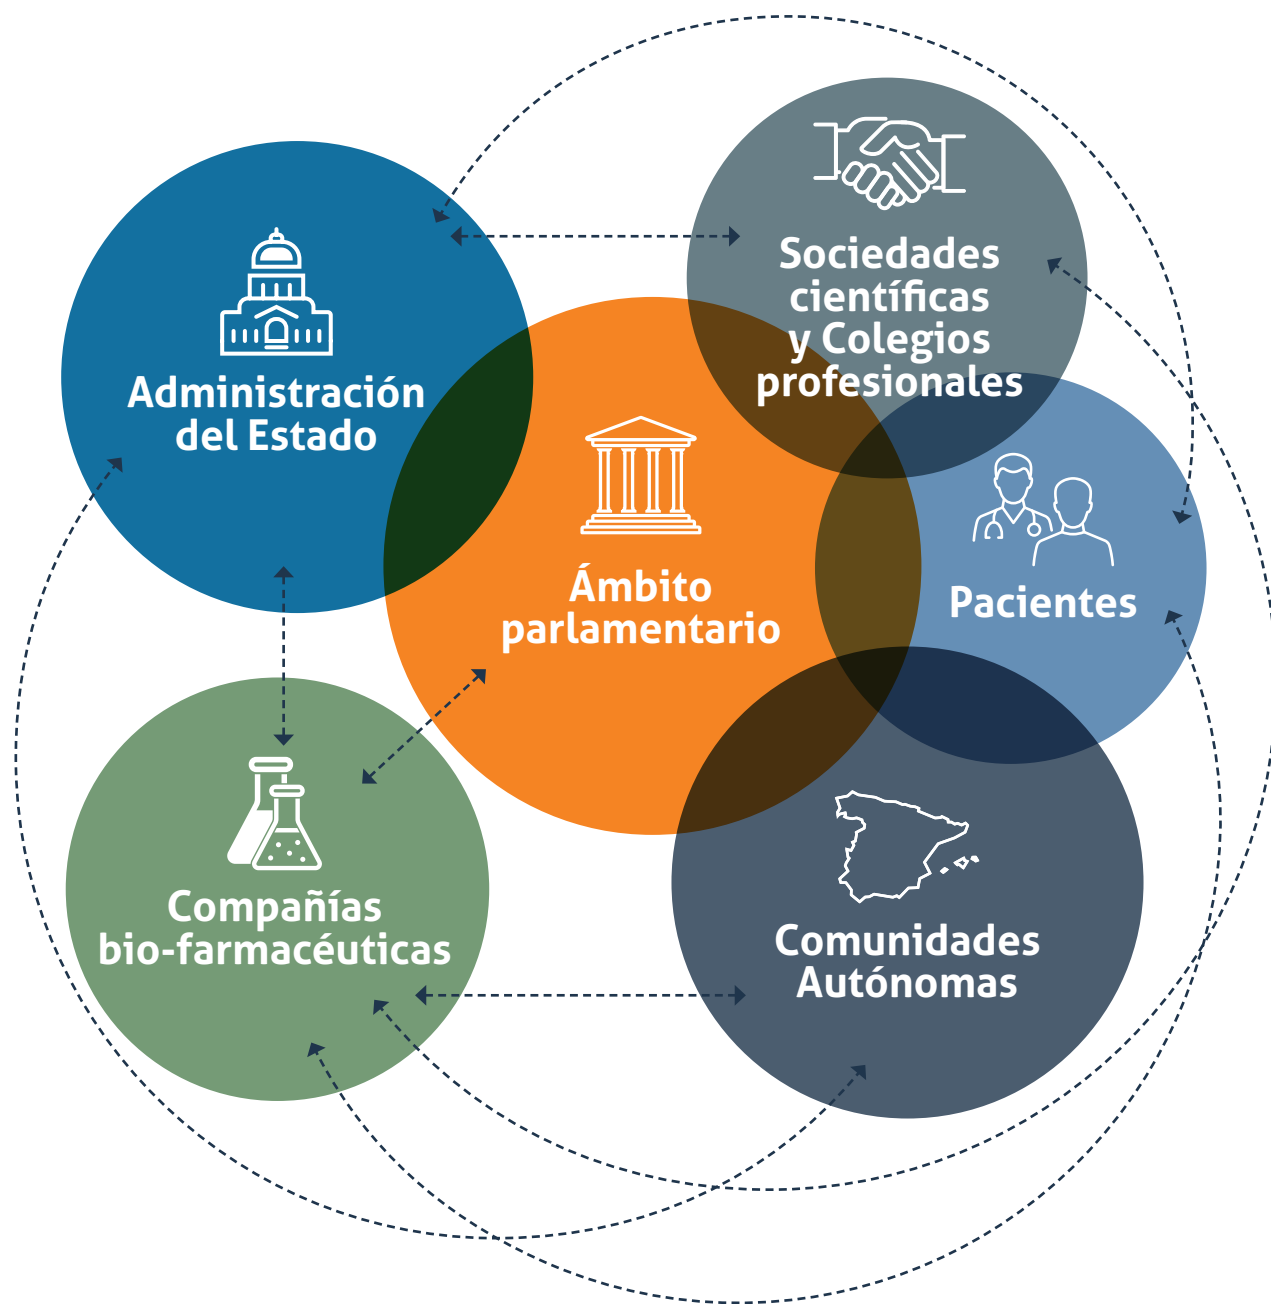 Sociedades
científicas
y Colegios
profesionales
Administración
del Estado
Pacientes
Ámbito
parlamentario
Compañías
bio-farmacéuticas
Comunidades
Autónomas